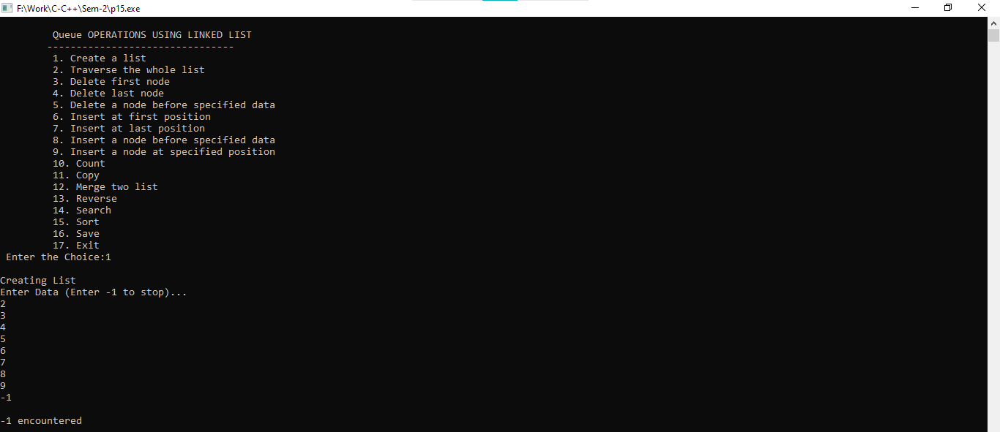 F:\Work\C-C++\Sem-2\p15.exe
Queue OPERATIONS USING LINKED LIST
--------------------------------
1. Create a list
2. Traverse the whole list
3. Delete first node
4. Delete last node
5. Delete a node before specified data
6. Insert at first position
7. Insert at last position
8. Insert a node before specified data
9. Insert a node at specified position
10. Count
11. Copy
12. Merge two list
13. Reverse
14. Search
15. Sort
16. Save
17. Exit
Enter the Choice:1
Creating List
Enter Data (Enter -1 to stop)...
2
3
4
5
6
7
8
9
-1
-1 encountered